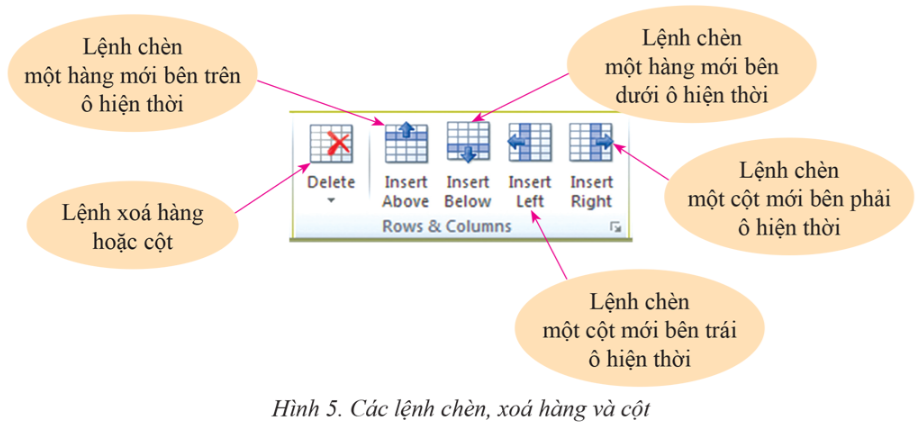 Lệnh chèn
một hàng mới bên trên
ô hiện thời
Lệnh chèn
một hàng mới bên
dưới ô hiện thời
Delete
Insert
Above
Insert
Below
Insert
Left
Insert
Right
Rows & Columns
Lệnh xoá hàng
hoặc cột
Lệnh chèn
một cột mới bên phải
ô hiện thời
Lệnh chèn
một cột mới bên trái
ô hiện thời
Hình 5. Các lệnh chèn, xoá hàng và cột